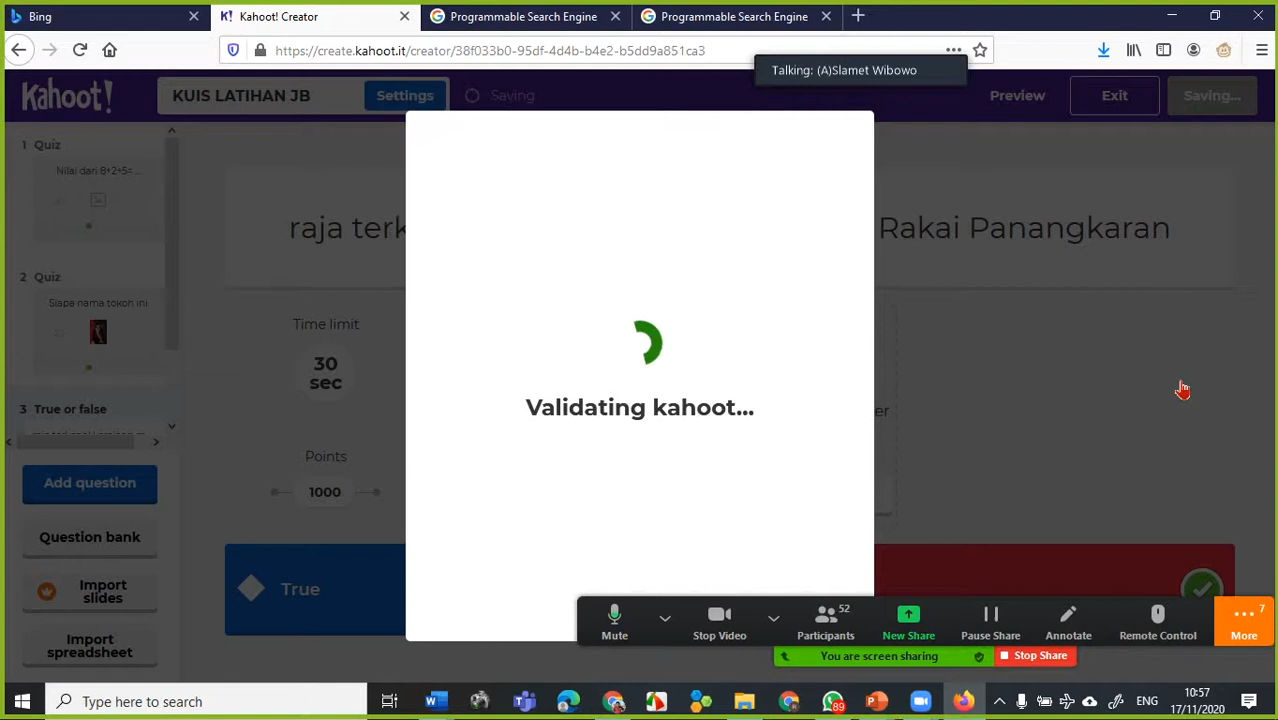 Bing
K! Kahoot! Creator
Programmable Search Engine
Programmable Search Engine
https://create.kahoot.it/creator/38f033b0-95df-4d4b-b4e2-b5dd9a851ca3
Talking: (A)Slamet Wibowo
Kahoot!
KUIS LATIHAN JB
Settings
Saving
Preview
Exit
Saving...
1 Quiz
Nilai dari 8+2+5=...
2 Quiz
Siapa nama tokoh ini
3 True or false
raja terk
Rakai Panangkaran
Time limit
30
sec
Validating kahoot...
Points
1000
Add question
Question bank
Import
slides
Import
spreadsheet
True
Mute
Stop Video
52
Participants
New Share
Pause Share
Annotate
Remote Control
7
More
You are screen sharing
Stop Share
Type here to search
89
ENG
10:57
17/11/2020